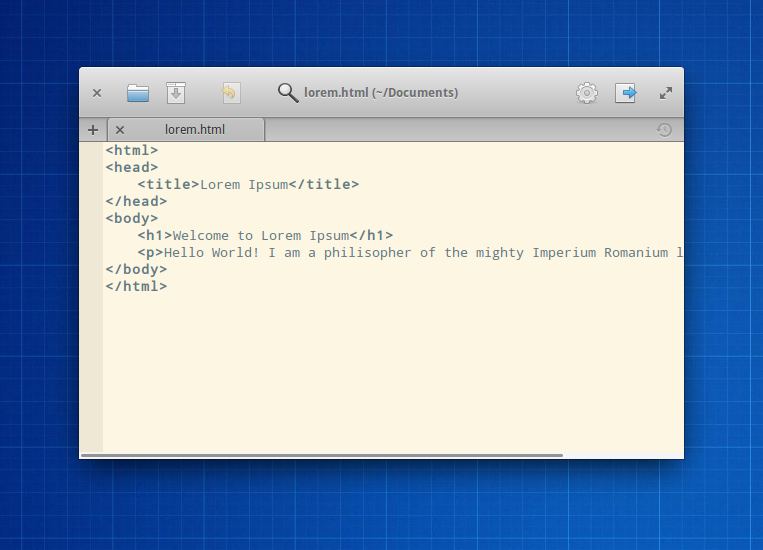 lorem.html (~/Documents)
lorem.html
<html>
<head>
<title>Lorem Ipsum</title>
</head>
<body>
<h1>Welcome to Lorem Ipsum</h1>
<p>Hello World! I am a philisopher of the mighty Imperium Romanium l
</body>
</html>